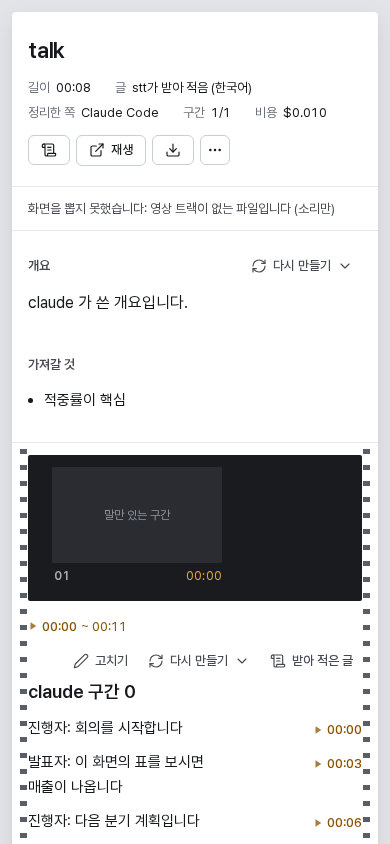 talk
길이 00:08 글 stt가 받아 적음 (한국어)
정리한 쪽 Claude Code 구간 1/1 비용 $0.010
재생
화면을 뽑지 못했습니다: 영상 트랙이 없는 파일입니다 (소리만)
개요 다시 만들기
claude 가 쓴 개요입니다.
가져갈 것
• 적중률이 핵심
말만 있는 구간
01 00:00
00:00 ~ 00:11
고치기 다시 만들기 받아 적은 글
claude 구간 0
진행자: 회의를 시작합니다 00:00
발표자: 이 화면의 표를 보시면 00:03
매출이 나옵니다
진행자: 다음 분기 계획입니다 00:06